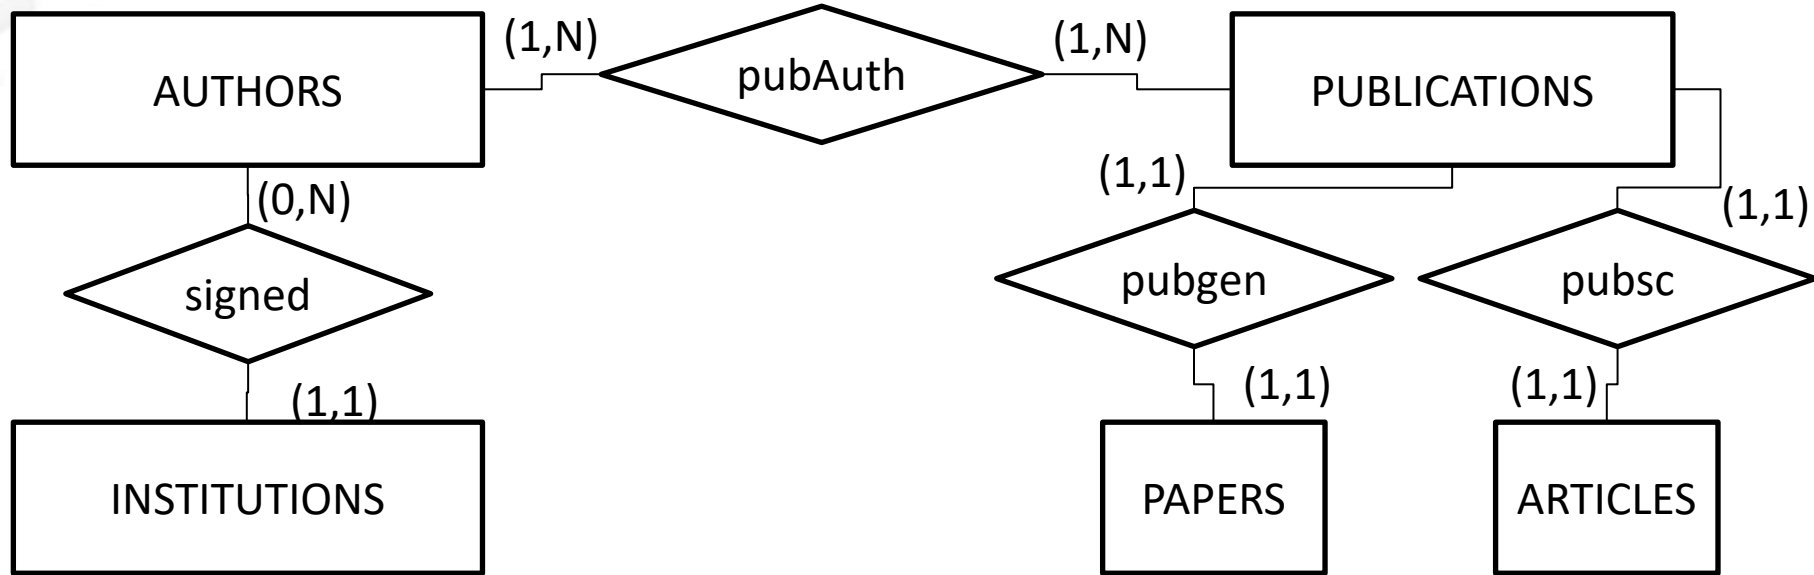 (1,N)
(1,N)
AUTHORS
pubAuth
PUBLICATIONS
(1,1)
(0,N)
(1,1)
signed
pubgen
pubsc
(1,1)
(1,1)
(1,1)
INSTITUTIONS
PAPERS
ARTICLES